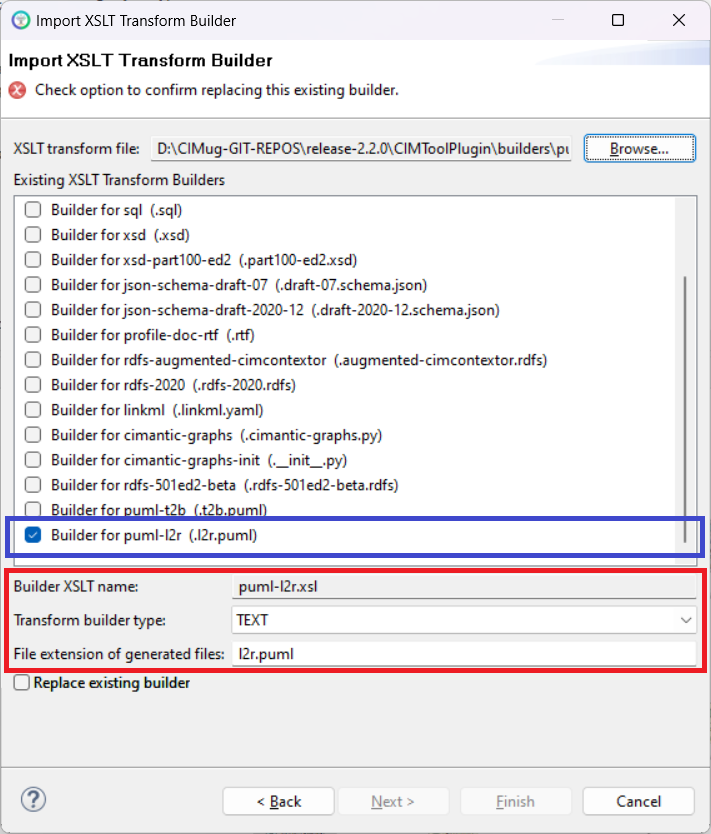 Import XSLT Transform Builder
Import XSLT Transform Builder
Check option to confirm replacing this existing builder.
XSLT transform file: D:\CIMug-GIT-REPOS\release-2.2.0\CIMToolPlugin\builders\pu Browse...
Existing XSLT Transform Builders
Builder for sql (.sql)
Builder for xsd (.xsd)
Builder for xsd-part100-ed2 (.part100-ed2.xsd)
Builder for json-schema-draft-07 (.draft-07.schema.json)
Builder for json-schema-draft-2020-12 (.draft-2020-12.schema.json)
Builder for profile-doc-rtf (.rtf)
Builder for rdfs-augmented-cimcontextor (.augmented-cimcontextor.rdfs)
Builder for rdfs-2020 (.rdfs-2020.rdfs)
Builder for linkml (.linkml.yaml)
Builder for cimantic-graphs (.cimantic-graphs.py)
Builder for cimantic-graphs-init (.__init__.py)
Builder for rdfs-501ed2-beta (.rdfs-501ed2-beta.rdfs)
Builder for puml-t2b (.t2b.puml)
Builder for puml-l2r (.l2r.puml)
Builder XSLT name: puml-l2r.xsl
Transform builder type: TEXT
File extension of generated files: l2r.puml
Replace existing builder
? < Back Next > Finish Cancel